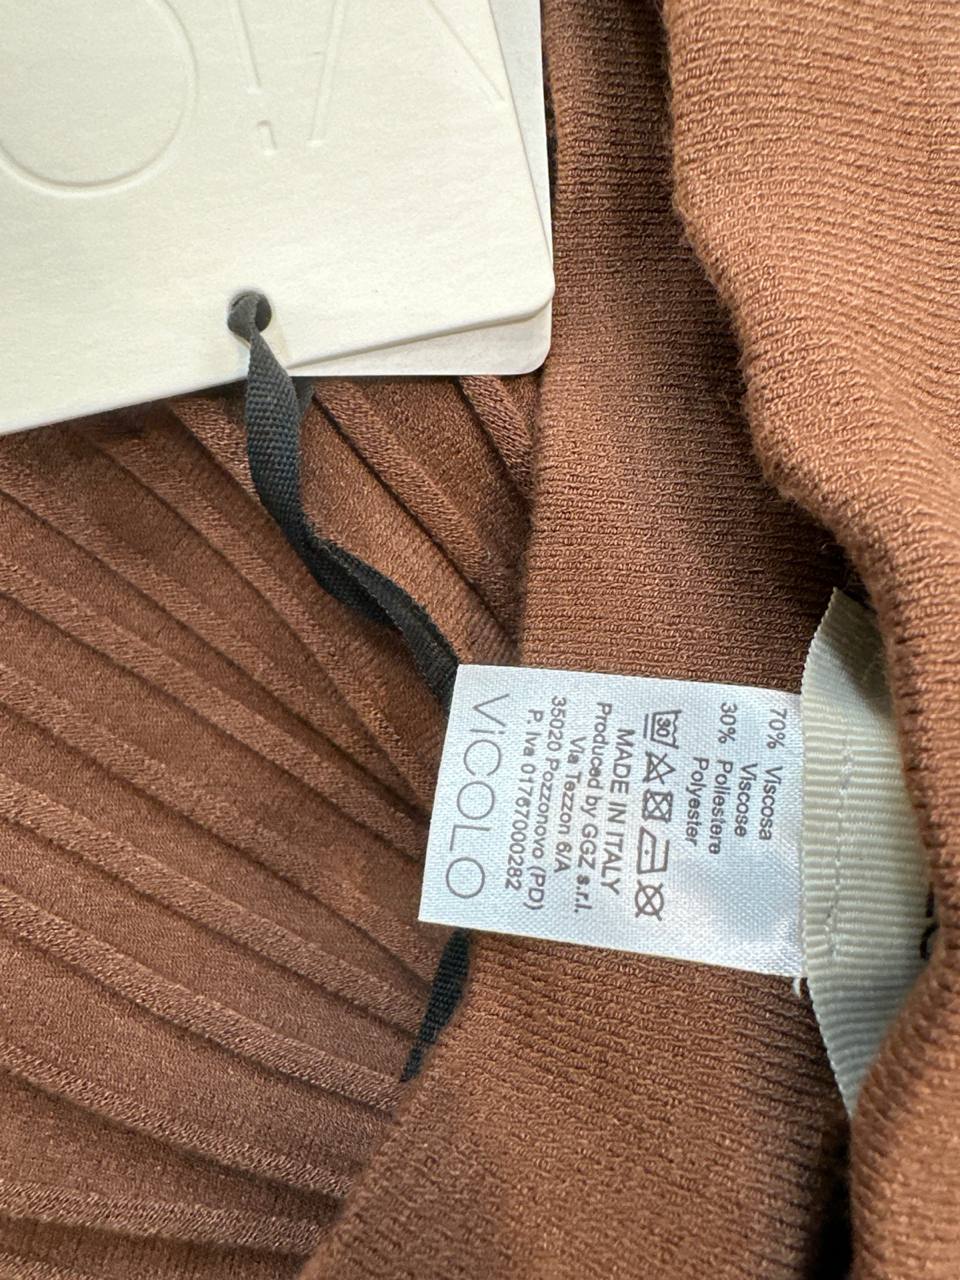 70% Viscosa
Viscose
30% Poliestere
Polyester
30
MADE IN ITALY
Produced by GGZ s.r.l.
Via Tezzon 6/A
35020 Pozzonovo (PD)
P. Iva 01767000282
ViCOLO